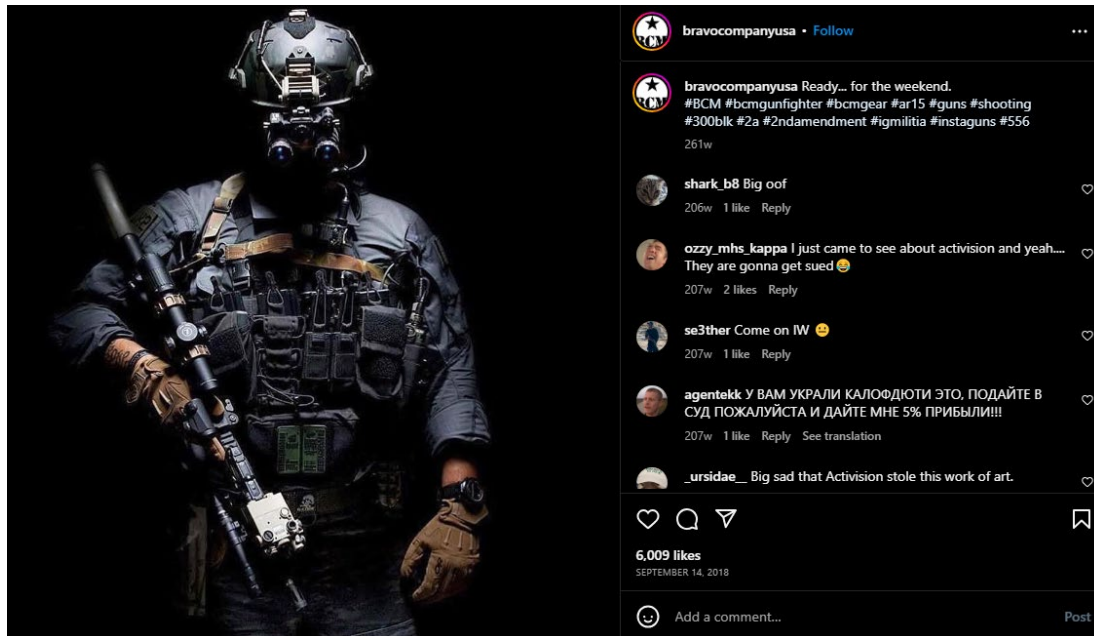 bravocompanyusa • Follow
bravocompanyusa Ready... for the weekend.
#BCM #bcmgunfighter #bcmgear #ar15 #guns #shooting
#300blk #2a #2ndamendment #igmilitia #instaguns #556
261w
shark_b8 Big oof
206w 1 like Reply
ozzy_mhs_kappa I just came to see about activision and yeah....
They are gonna get sued😂
207w 2 likes Reply
se3ther Come on IW 😐
207w 1 like Reply
agentekk У ВАМ УКРАЛИ КАЛОФДЮТИ ЭТО, ПОДАЙТЕ В
СУД ПОЖАЛУЙСТА И ДАЙТЕ МНЕ 5% ПРИБЫЛИ!!!
207w 1 like Reply See translation
_ursidae__ Big sad that Activision stole this work of art.
6,009 likes
SEPTEMBER 14, 2018
Add a comment...
Post